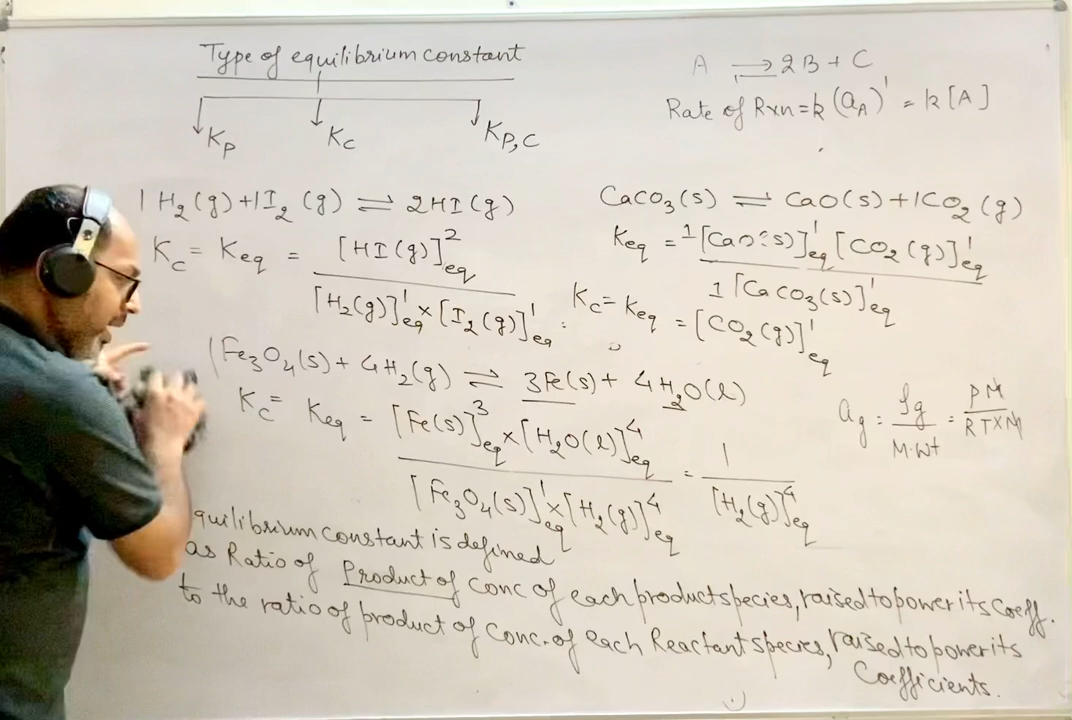 Type of equilibrium constant
Kp
Kc
KP,C
A ⟶ 2B + C
Rate of Rxn = k (aA)¹ = k [A]
1 H₂(g) + 1I₂ (g) ⇌ 2HI(g)
Kc = Keq = [HI(g)]²eq
[H₂(g)]¹eq × [I₂(g)]¹eq
CaCO₃(s) ⇌ CaO(s) + 1CO₂(g)
Keq = 1[CaO(s)]¹eq [CO₂(g)]¹eq
1 [CaCO₃(s)]¹eq
Kc = Keq = [CO₂(g)]¹eq
1Fe₃O₄(s) + 4H₂(g) ⇌ 3Fe(s) + 4H₂O(l)
Kc = Keq = [Fe(s)]³eq × [H₂O(l)]⁴eq = 1
[Fe₃O₄(s)]¹eq × [H₂(g)]⁴eq [H₂(g)]⁴eq
ag = ρg = PM
M.Wt RTXM
quilibrium constant is defined
as Ratio of Product of conc of each product species, raised to power its coeff.
to the ratio of product of conc. of each Reactant species, raised to power its
Coefficients.